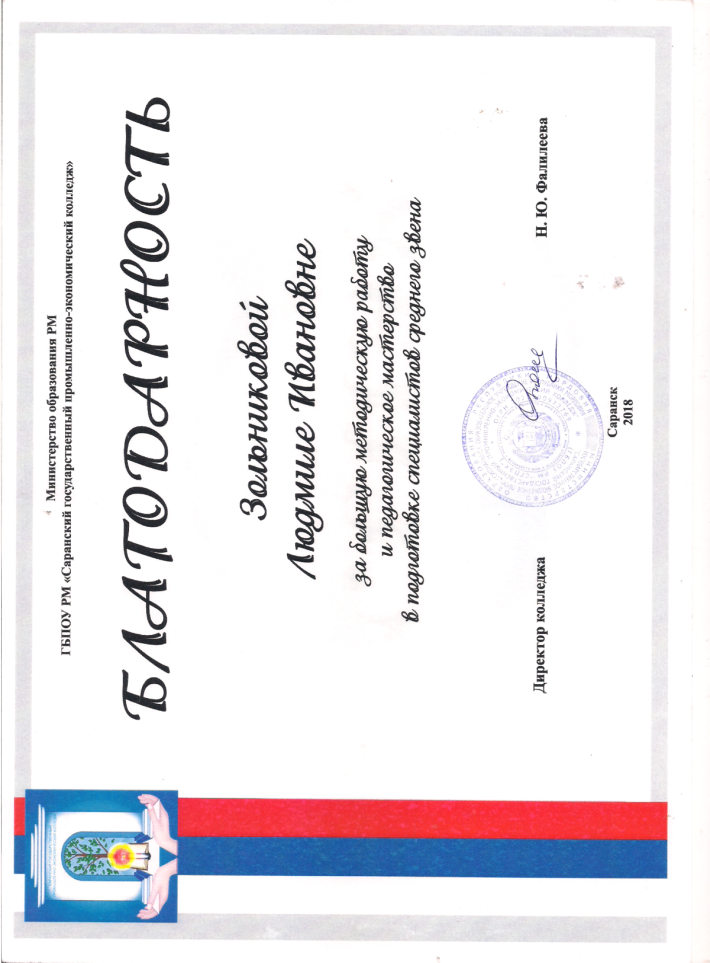 Министерство образования РМ
ГБПОУ РМ «Саранский государственный промышленно-экономический колледж»
БЛАГОДАРНОСТЬ
Зольниковой
Людмиле Ивановне
за большую методическую работу
и педагогическое мастерство
в подготовке специалистов среднего звена
Директор колледжа Н. Ю. Фалилеева
Саранск
2018